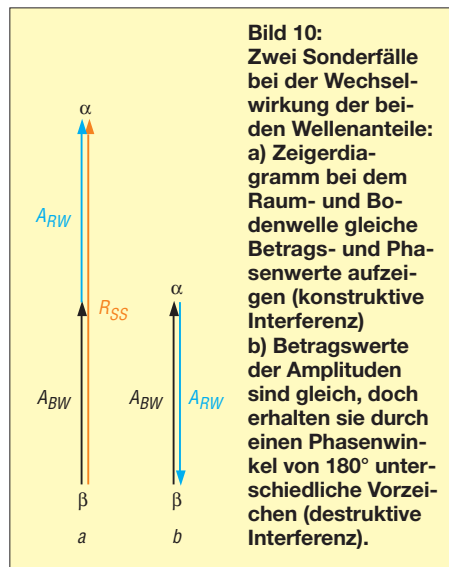 α
A_RW
R_SS
A_BW
β
a
α
A_BW
A_RW
β
b
Bild 10:
Zwei Sonderfälle
bei der Wechsel-
wirkung der bei-
den Wellenanteile:
a) Zeigerdia-
gramm bei dem
Raum- und Bo-
denwelle gleiche
Betrags- und Pha-
senwerte aufzei-
gen (konstruktive
Interferenz)
b) Betragswerte
der Amplituden
sind gleich, doch
erhalten sie durch
einen Phasenwin-
kel von 180° unter-
schiedliche Vorzei-
chen (destruktive
Interferenz).